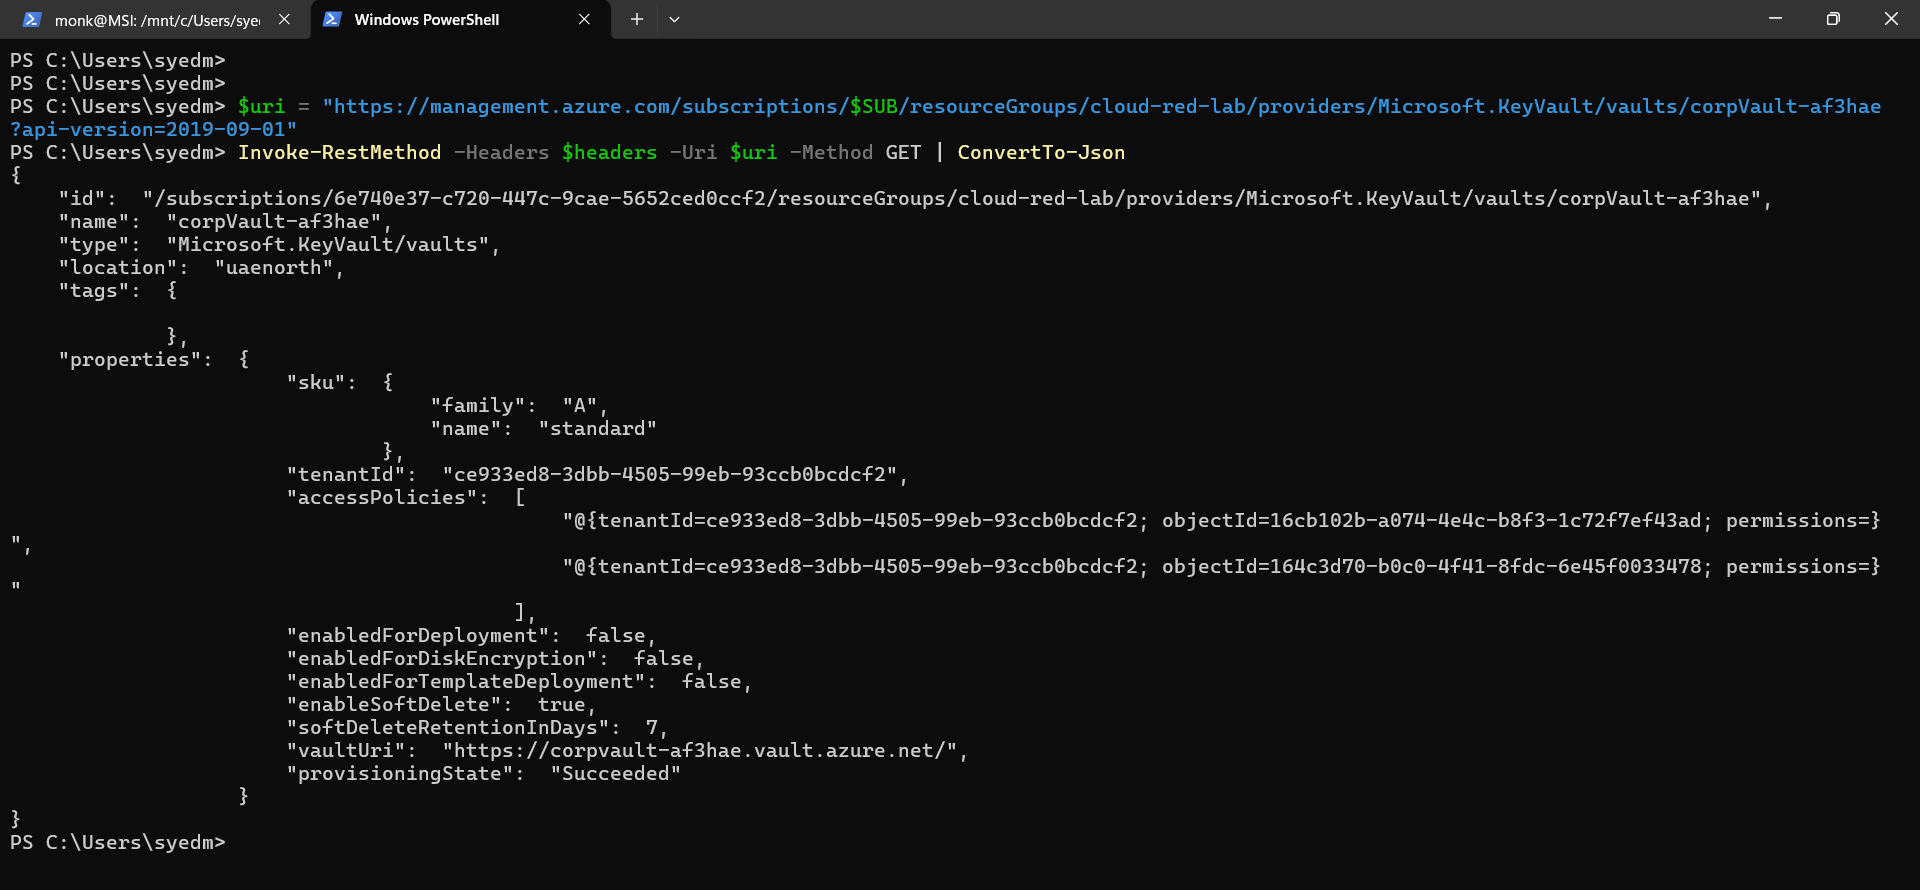 monk@MSI: /mnt/c/Users/sye
Windows PowerShell
PS C:\Users\syedm>
PS C:\Users\syedm>
PS C:\Users\syedm> $uri = "https://management.azure.com/subscriptions/$SUB/resourceGroups/cloud-red-lab/providers/Microsoft.KeyVault/vaults/corpVault-af3hae
?api-version=2019-09-01"
PS C:\Users\syedm> Invoke-RestMethod -Headers $headers -Uri $uri -Method GET | ConvertTo-Json
{
    "id":  "/subscriptions/6e740e37-c720-447c-9cae-5652ced0ccf2/resourceGroups/cloud-red-lab/providers/Microsoft.KeyVault/vaults/corpVault-af3hae",
    "name":  "corpVault-af3hae",
    "type":  "Microsoft.KeyVault/vaults",
    "location":  "uaenorth",
    "tags":  {
             },
    "properties":  {
                       "sku":  {
                                   "family":  "A",
                                   "name":  "standard"
                               },
                       "tenantId":  "ce933ed8-3dbb-4505-99eb-93ccb0bcdcf2",
                       "accessPolicies":  [
                                              "@{tenantId=ce933ed8-3dbb-4505-99eb-93ccb0bcdcf2; objectId=16cb102b-a074-4e4c-b8f3-1c72f7ef43ad; permissions=}
",
                                              "@{tenantId=ce933ed8-3dbb-4505-99eb-93ccb0bcdcf2; objectId=164c3d70-b0c0-4f41-8fdc-6e45f0033478; permissions=}
"
                                          ],
                       "enabledForDeployment":  false,
                       "enabledForDiskEncryption":  false,
                       "enabledForTemplateDeployment":  false,
                       "enableSoftDelete":  true,
                       "softDeleteRetentionInDays":  7,
                       "vaultUri":  "https://corpvault-af3hae.vault.azure.net/",
                       "provisioningState":  "Succeeded"
                   }
}
PS C:\Users\syedm>